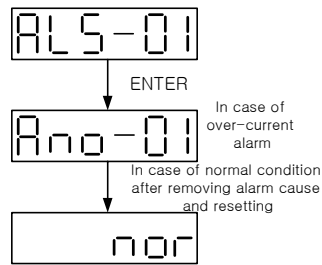 ALS-01
ENTER
In case of
over-current
alarm
Ano-01
In case of normal condition
after removing alarm cause
and resetting
nor